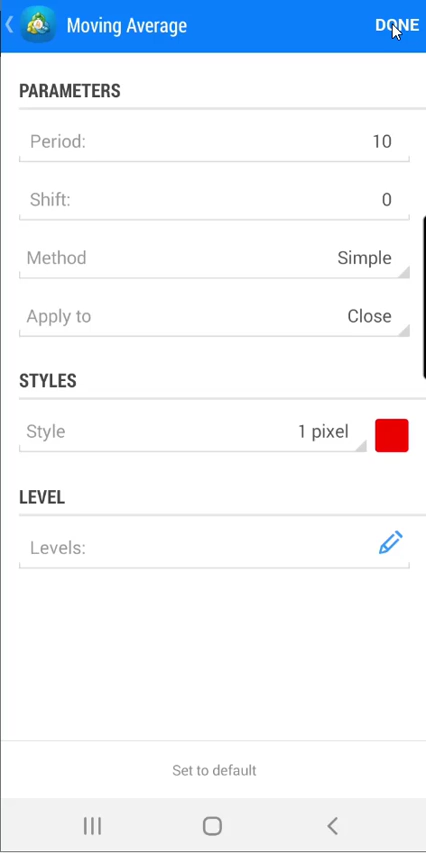 Moving Average DONE
PARAMETERS
Period: 10
Shift: 0
Method Simple
Apply to Close
STYLES
Style 1 pixel
LEVEL
Levels:
Set to default